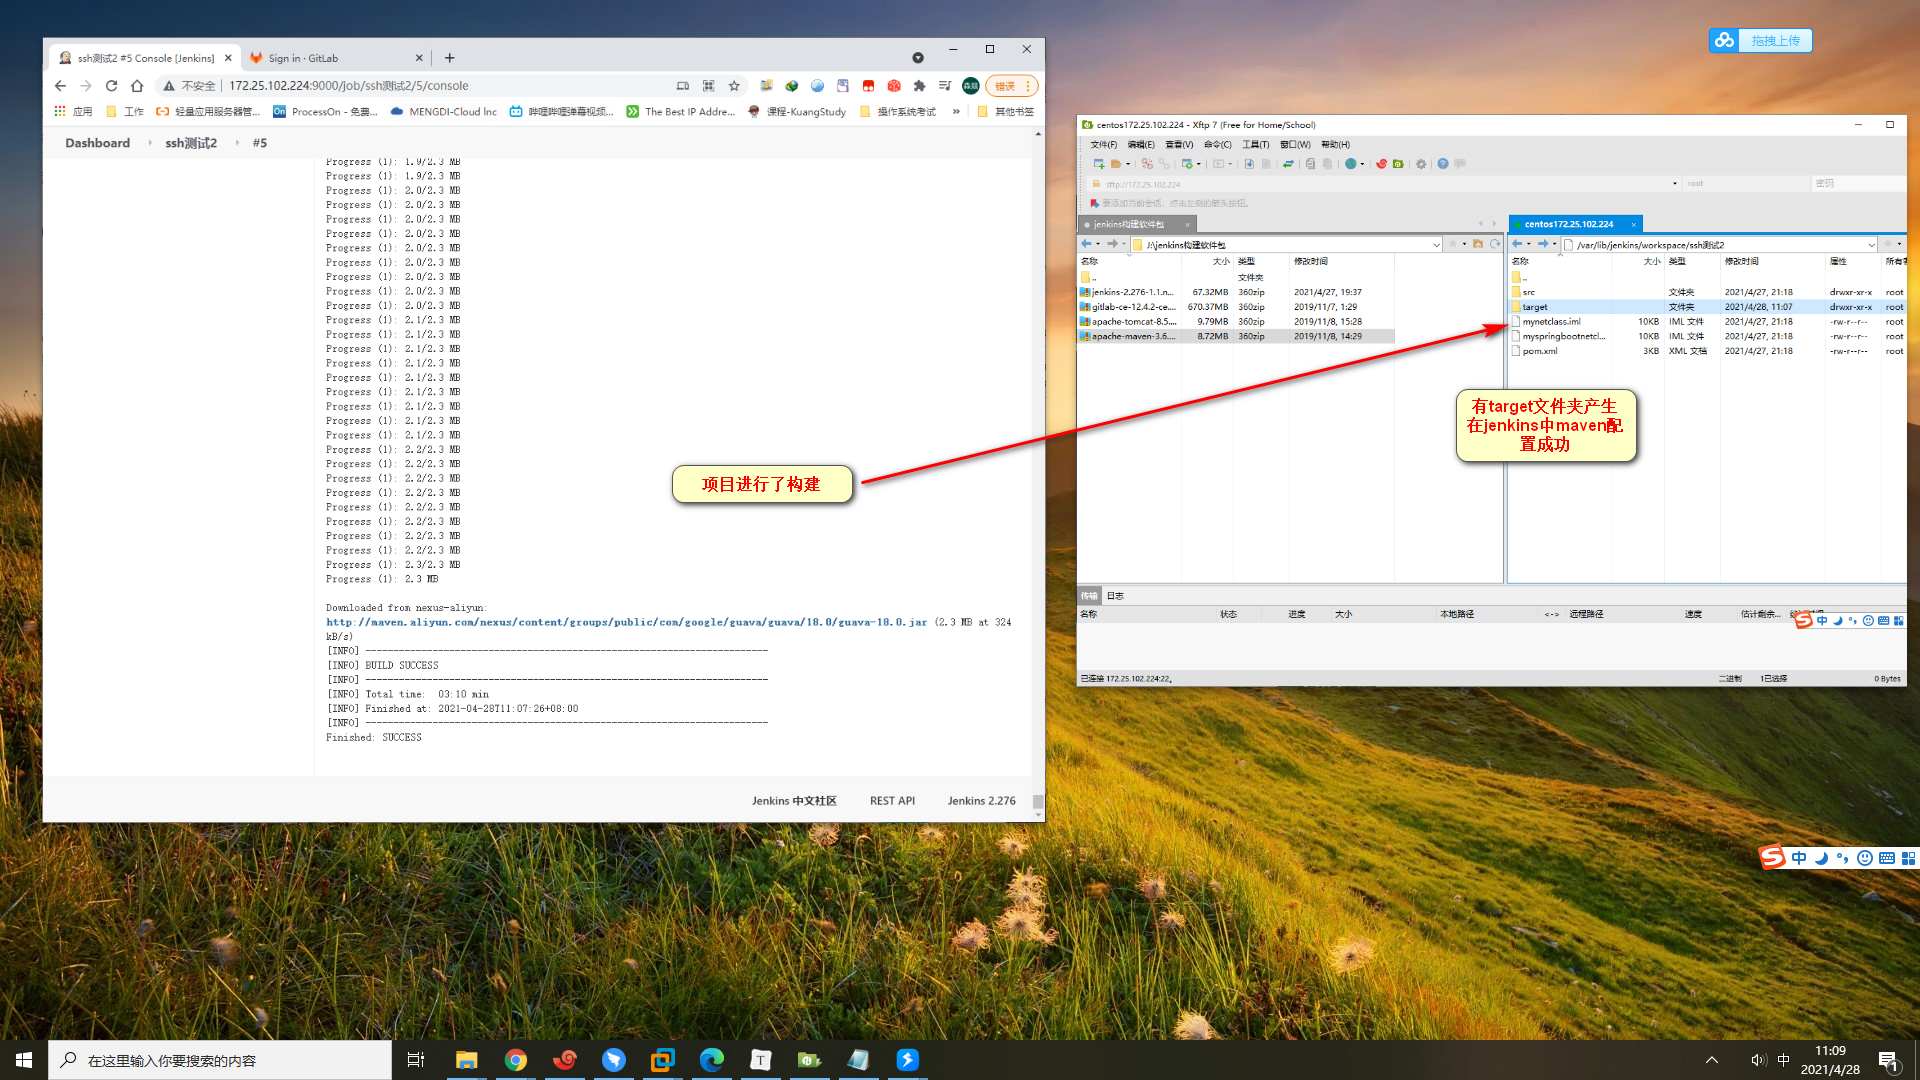 拖拽上传
ssh测试2 #5 Console [Jenkins]
Sign in · GitLab
不安全 172.25.102.224:9000/job/ssh测试2/5/console
错误
应用 工作 轻量应用服务器管... ProcessOn - 免费... MENGDI-Cloud Inc 哔哩哔哩弹幕视频... The Best IP Addre... 课程-KuangStudy 操作系统考试 » 其他书签
Dashboard ssh测试2 #5
Progress (1): 1.9/2.3 MB
Progress (1): 1.9/2.3 MB
Progress (1): 2.0/2.3 MB
Progress (1): 2.0/2.3 MB
Progress (1): 2.0/2.3 MB
Progress (1): 2.0/2.3 MB
Progress (1): 2.0/2.3 MB
Progress (1): 2.0/2.3 MB
Progress (1): 2.0/2.3 MB
Progress (1): 2.0/2.3 MB
Progress (1): 2.0/2.3 MB
Progress (1): 2.1/2.3 MB
Progress (1): 2.1/2.3 MB
Progress (1): 2.1/2.3 MB
Progress (1): 2.1/2.3 MB
Progress (1): 2.1/2.3 MB
Progress (1): 2.1/2.3 MB
Progress (1): 2.1/2.3 MB
Progress (1): 2.1/2.3 MB
Progress (1): 2.1/2.3 MB
Progress (1): 2.2/2.3 MB
Progress (1): 2.2/2.3 MB
Progress (1): 2.2/2.3 MB
Progress (1): 2.2/2.3 MB
Progress (1): 2.2/2.3 MB
Progress (1): 2.2/2.3 MB
Progress (1): 2.2/2.3 MB
Progress (1): 2.2/2.3 MB
Progress (1): 2.3/2.3 MB
Progress (1): 2.3 MB
Downloaded from nexus-aliyun:
http://maven.aliyun.com/nexus/content/groups/public/com/google/guava/guava/18.0/guava-18.0.jar (2.3 MB at 324
kB/s)
[INFO] ------------------------------------------------------------------------
[INFO] BUILD SUCCESS
[INFO] ------------------------------------------------------------------------
[INFO] Total time:  03:10 min
[INFO] Finished at: 2021-04-28T11:07:26+08:00
[INFO] ------------------------------------------------------------------------
Finished: SUCCESS
Jenkins 中文社区 REST API Jenkins 2.276
项目进行了构建
centos172.25.102.224 - Xftp 7 (Free for Home/School)
文件(F) 编辑(E) 查看(V) 命令(C) 工具(T) 窗口(W) 帮助(H)
sftp://172.25.102.224 root 密码
要添加当前会话，点击左侧的箭头按钮。
jenkins构建软件包
J:\jenkins构建软件包
名称 大小 类型 修改时间
.. 文件夹
jenkins-2.276-1.1.n... 67.32MB 360zip 2021/4/27, 19:37
gitlab-ce-12.4.2-ce.... 670.37MB 360zip 2019/11/7, 1:29
apache-tomcat-8.5.... 9.79MB 360zip 2019/11/8, 15:28
apache-maven-3.6.... 8.72MB 360zip 2019/11/8, 14:29
centos172.25.102.224
/var/lib/jenkins/workspace/ssh测试2
名称 大小 类型 修改时间 属性 所有者
..
src 文件夹 2021/4/27, 21:18 drwxr-xr-x root
target 文件夹 2021/4/28, 11:07 drwxr-xr-x root
mynetclass.iml 10KB IML 文件 2021/4/27, 21:18 -rw-r--r-- root
myspringbootnetcl... 10KB IML 文件 2021/4/27, 21:18 -rw-r--r-- root
pom.xml 3KB XML 文档 2021/4/27, 21:18 -rw-r--r-- root
有target文件夹产生
在jenkins中maven配
置成功
传输 日志
名称 状态 进度 大小 本地路径 <-> 远程路径 速度 估计剩余...
中
已连接 172.25.102.224:22。 二进制 1已选择 0 Bytes
中
在这里输入你要搜索的内容
中
11:09
2021/4/28
1